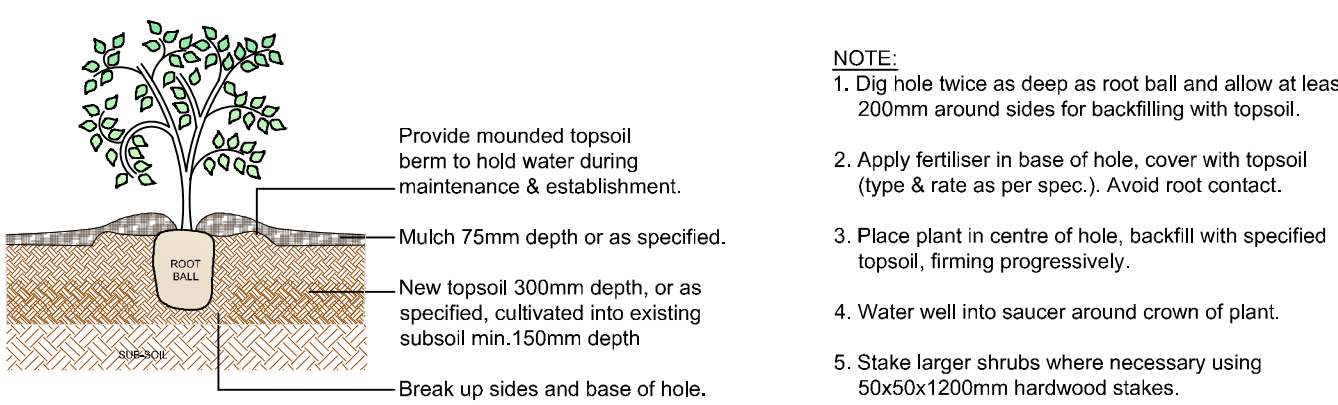 Provide mounded topsoil
berm to hold water during
maintenance & establishment.
Mulch 75mm depth or as specified.
ROOT
BALL
New topsoil 300mm depth, or as
specified, cultivated into existing
subsoil min.150mm depth
SUB-SOIL
Break up sides and base of hole.
NOTE:
1. Dig hole twice as deep as root ball and allow at leas
200mm around sides for backfilling with topsoil.
2. Apply fertiliser in base of hole, cover with topsoil
(type & rate as per spec.). Avoid root contact.
3. Place plant in centre of hole, backfill with specified
topsoil, firming progressively.
4. Water well into saucer around crown of plant.
5. Stake larger shrubs where necessary using
50x50x1200mm hardwood stakes.